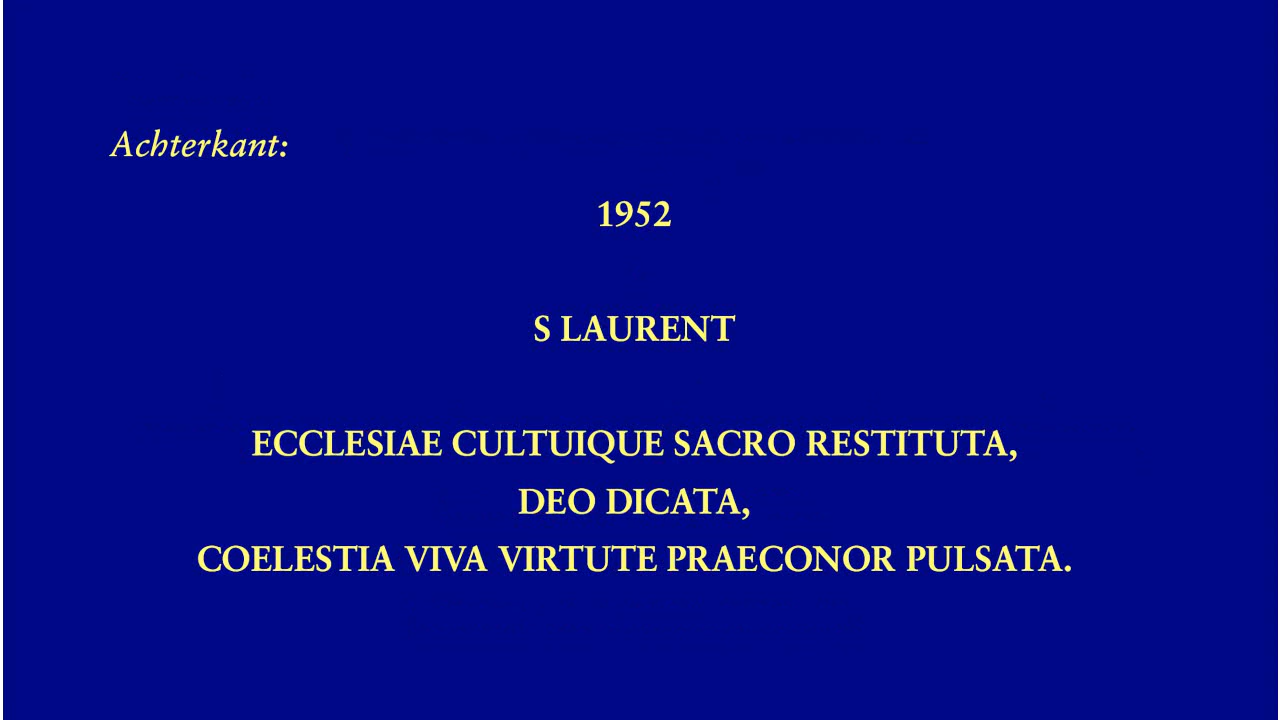 Achterkant:
1952
S LAURENT
ECCLESIAE CULTUIQUE SACRO RESTITUTA,
DEO DICATA,
COELESTIA VIVA VIRTUTE PRAECONOR PULSATA.